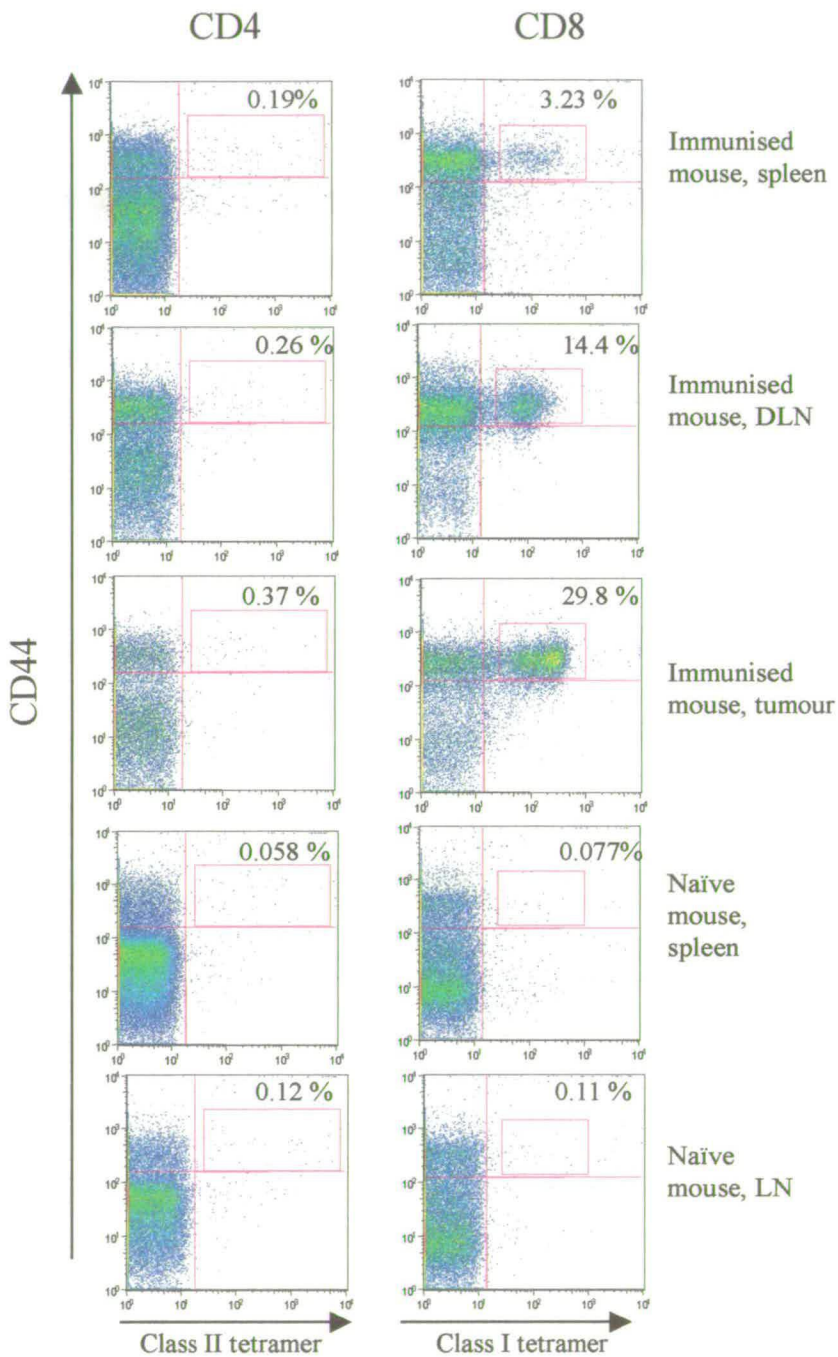 CD4 CD8
0.19% 3.23 %
Immunised
mouse, spleen
0.26 % 14.4 %
Immunised
mouse, DLN
0.37 % 29.8 %
Immunised
mouse, tumour
0.058 % 0.077%
Naïve
mouse,
spleen
0.12 % 0.11 %
Naïve
mouse, LN
CD44
Class II tetramer Class I tetramer